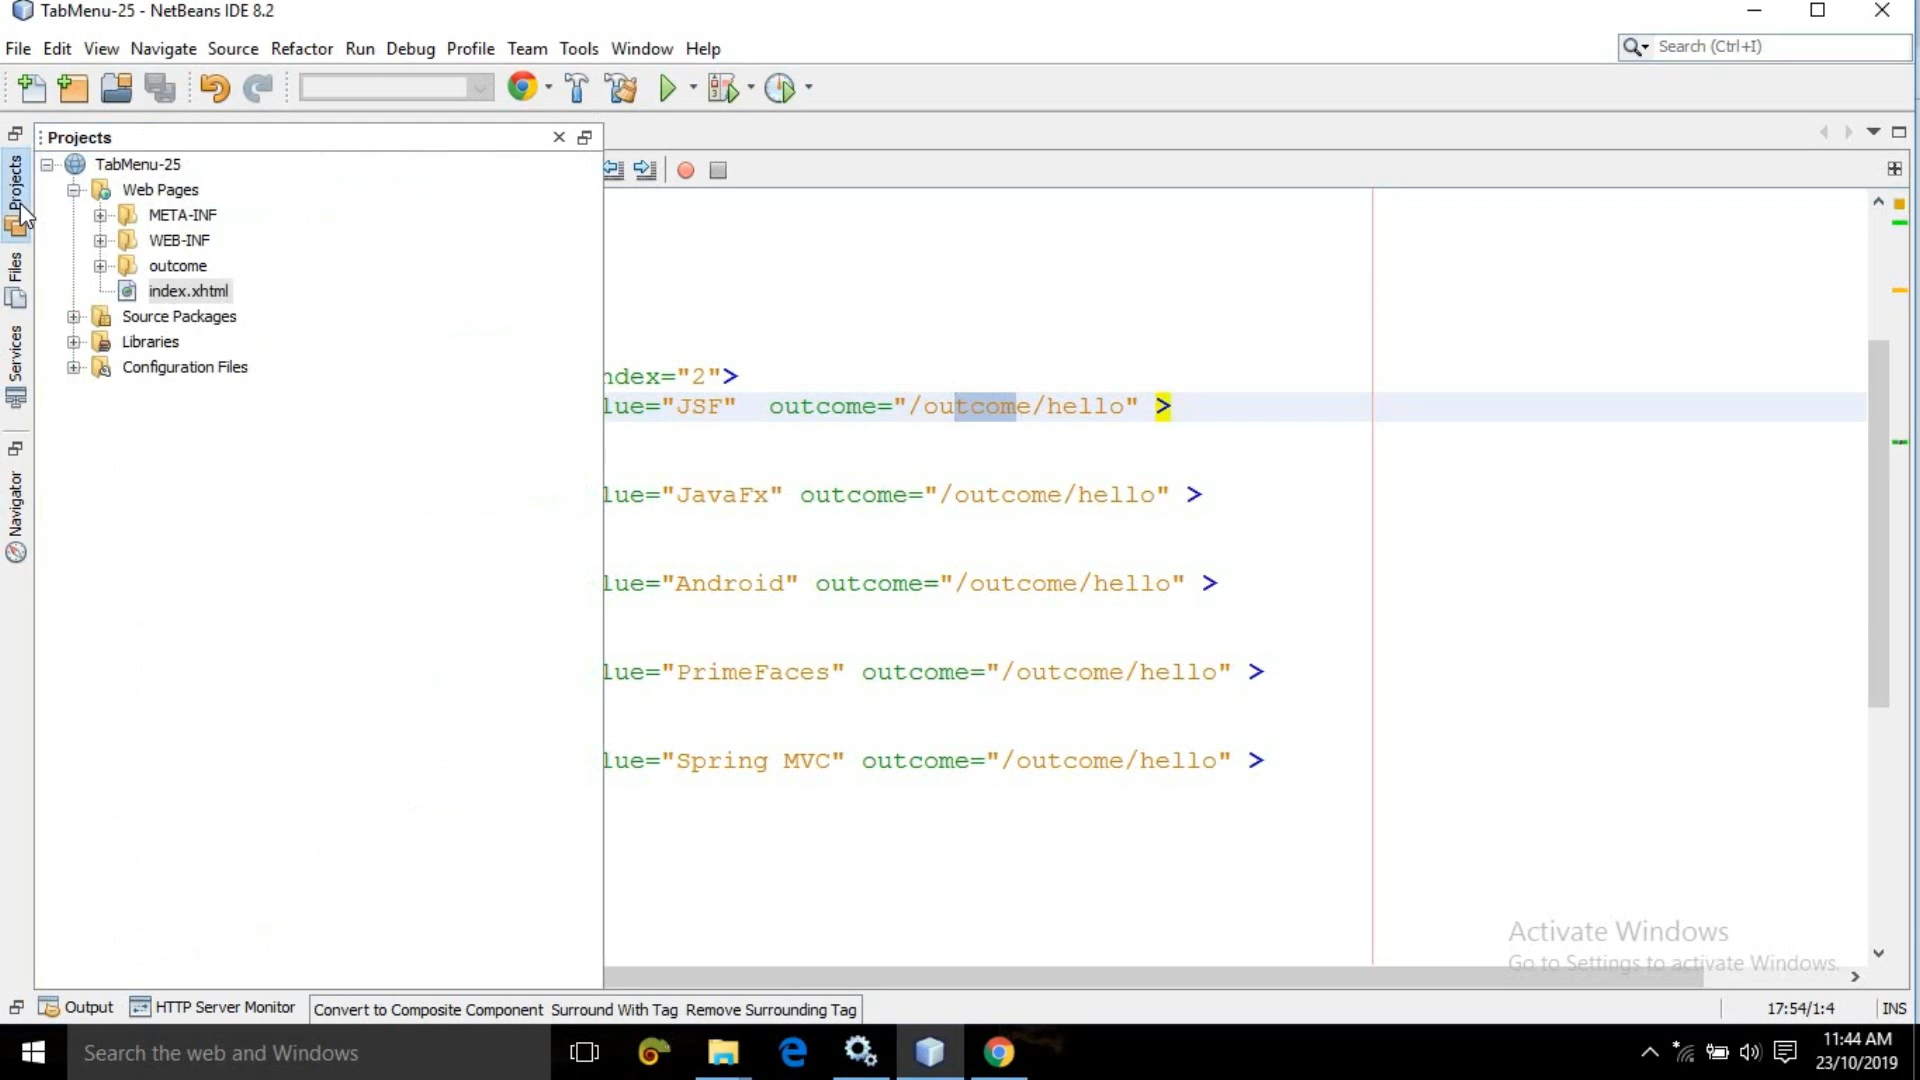 TabMenu-25 - NetBeans IDE 8.2
File Edit View Navigate Source Refactor Run Debug Profile Team Tools Window Help
Search (Ctrl+I)
Projects
Projects
Files
Services
Navigator
TabMenu-25
Web Pages
META-INF
WEB-INF
outcome
index.xhtml
Source Packages
Libraries
Configuration Files
ndex="2">
lue="JSF" outcome="/outcome/hello" >
lue="JavaFx" outcome="/outcome/hello" >
lue="Android" outcome="/outcome/hello" >
lue="PrimeFaces" outcome="/outcome/hello" >
lue="Spring MVC" outcome="/outcome/hello" >
Activate Windows
Go to Settings to activate Windows.
Output HTTP Server Monitor Convert to Composite Component Surround With Tag Remove Surrounding Tag
17:54/1:4 INS
Search the web and Windows
11:44 AM
23/10/2019